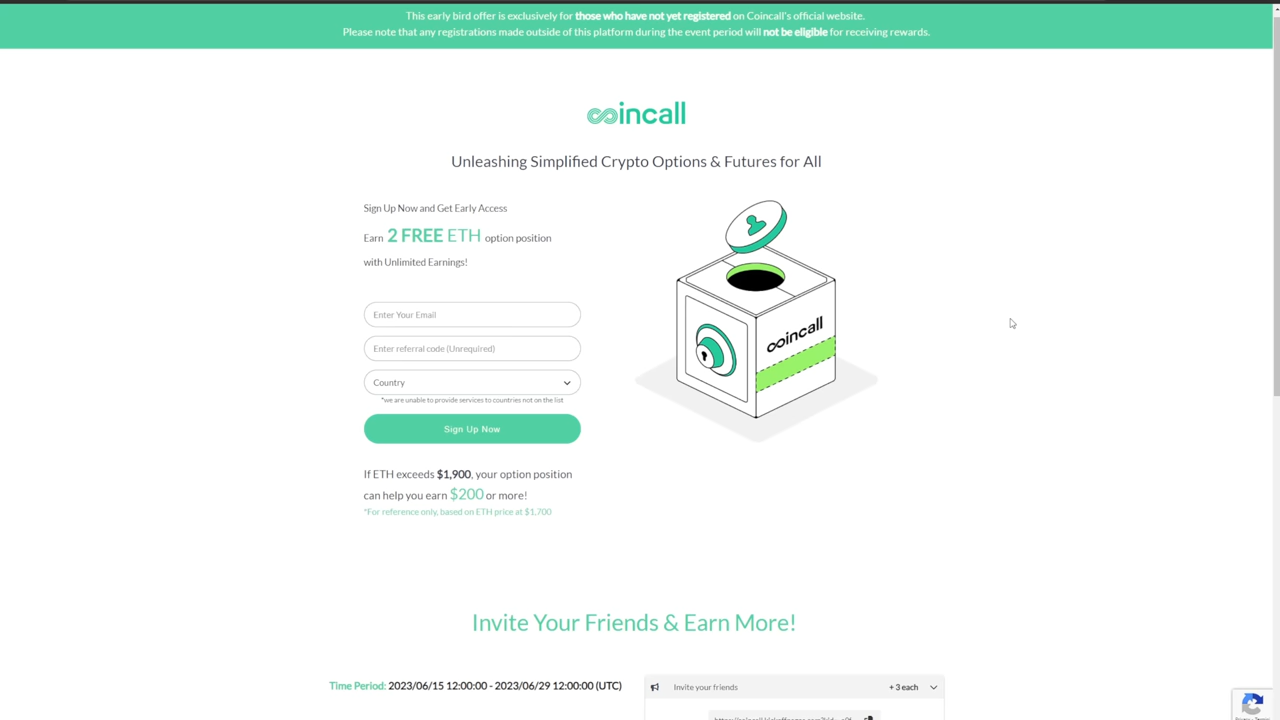 This early bird offer is exclusively for those who have not yet registered on Coincall's official website.
Please note that any registrations made outside of this platform during the event period will not be eligible for receiving rewards.
coincall
Unleashing Simplified Crypto Options & Futures for All
Sign Up Now and Get Early Access
Earn 2 FREE ETH option position
with Unlimited Earnings!
Enter Your Email
Enter referral code (Unrequired)
Country
*we are unable to provide services to countries not on the list
Sign Up Now
If ETH exceeds $1,900, your option position
can help you earn $200 or more!
*For reference only, based on ETH price at $1,700
coincall
Invite Your Friends & Earn More!
Time Period: 2023/06/15 12:00:00 - 2023/06/29 12:00:00 (UTC)
Invite your friends
+ 3 each